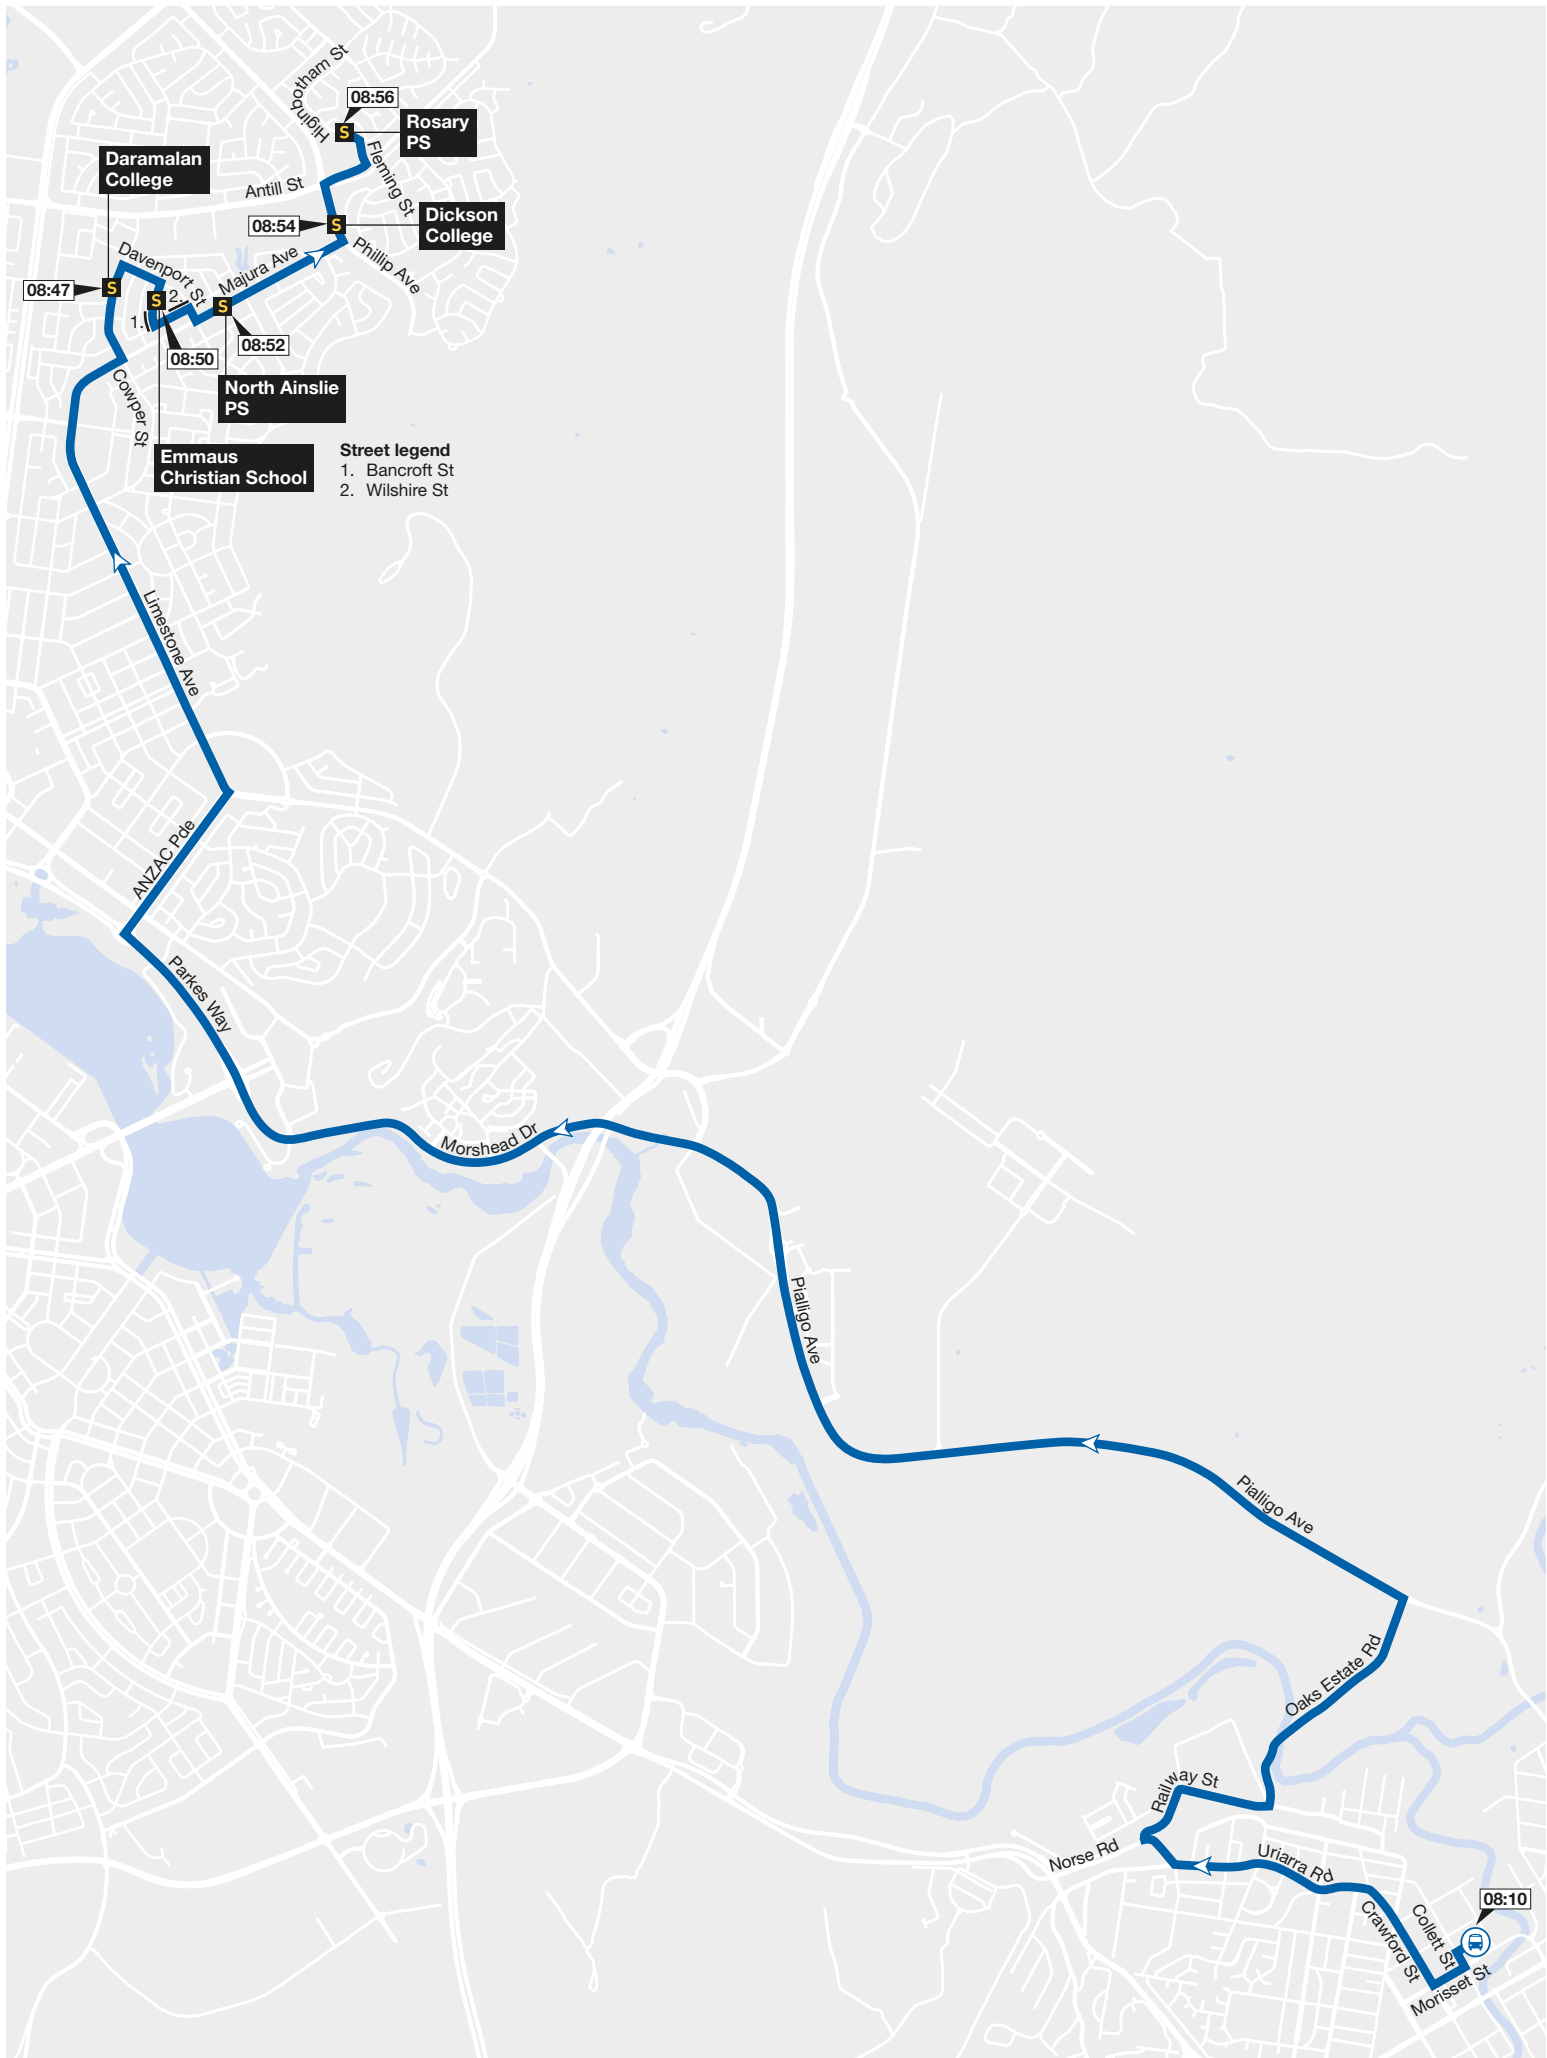 Higinbotham St
08:56
S
Rosary
PS
Fleming St
Daramalan
College
Antill St
08:54
S
Dickson
College
Davenport St
Majura Ave
Phillip Ave
08:47
S
S
2.
S
1.
08:50
08:52
Cowper St
North Ainslie
PS
Emmaus
Christian School
Street legend
1. Bancroft St
2. Wilshire St
Limestone Ave
ANZAC Pde
Parkes Way
Morshead Dr
Pialligo Ave
Pialligo Ave
Oaks Estate Rd
Railway St
Norse Rd
Uriarra Rd
08:10
Crawford St
Collett St
Morisset St